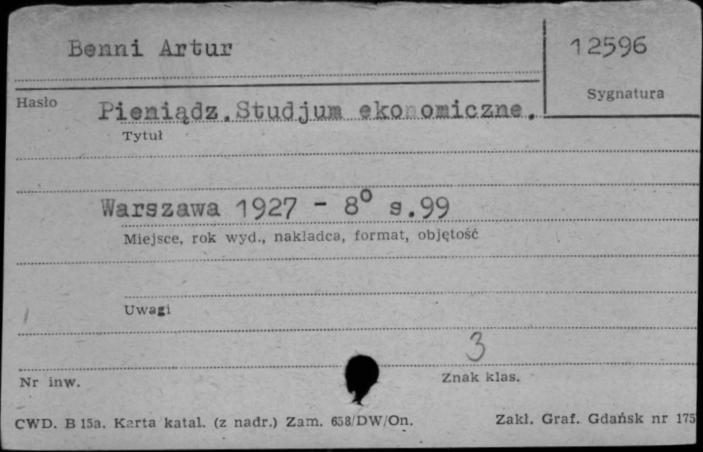 Benni Artur
12596
Hasło
Sygnatura
Pieniądz.Studjum ekonomiczne.
Tytuł
Warszawa 1927 - 8° s.99
Miejsce, rok wyd., nakładca, format, objętość
Uwagi
3
Nr inw.
Znak klas.
CWD. B 15a. Karta katal. (z nadr.) Zam. 658/DW/On.
Zakł. Graf. Gdańsk nr 175